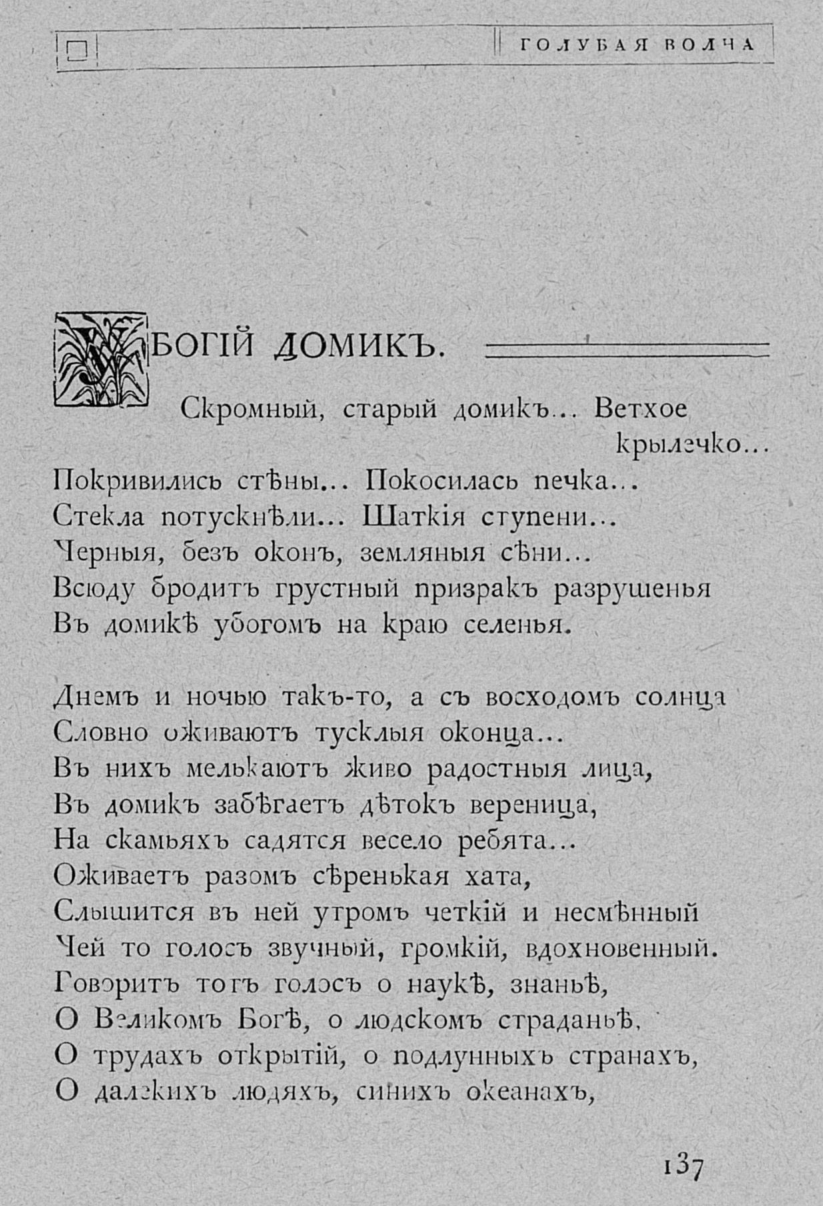 ГОЛУБАЯ ВОЛЧА
УБОГІЙ ДОМИКЪ.
Скромный, старый домикъ... Ветхое
крылечко...
Покривились стѣны... Покосилась печка...
Стекла потускнѣли... Шаткія ступени...
Черныя, безъ оконъ, земляныя сѣни...
Всюду бродитъ грустный призракъ разрушенья
Въ домикѣ убогомъ на краю селенья.
Днемъ и ночью такъ-то, а съ восходомъ солнца
Словно оживаютъ тусклыя оконца...
Въ нихъ мелькаютъ живо радостныя лица,
Въ домикъ забѣгаетъ дѣтокъ вереница,
На скамьяхъ садятся весело ребята...
Оживаетъ разомъ сѣренькая хата,
Слышится въ ней утромъ четкій и несмѣнный
Чей то голосъ звучный, громкій, вдохновенный.
Говоритъ тотъ голосъ о наукѣ, знаньѣ,
О Великомъ Богѣ, о людскомъ страданьѣ,
О трудахъ открытій, о подлунныхъ странахъ,
О далекихъ людяхъ, синихъ океанахъ,
137